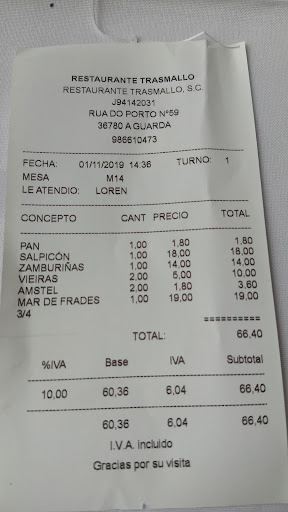 RESTAURANTE TRASMALLO
RESTAURANTE TRASMALLO, S.C.
J94142031
RUA DO PORTO Nº59
36780 A GUARDA
986610473
FECHA: 01/11/2019 14:36 TURNO: 1
MESA M14
LE ATENDIO: LOREN
CONCEPTO CANT PRECIO TOTAL
PAN 1,00 1,80 1,80
SALPICÓN 1,00 18,00 18,00
ZAMBURIÑAS 1,00 14,00 14,00
VIEIRAS 2,00 5,00 10,00
AMSTEL 2,00 1,80 3,60
MAR DE FRADES 1,00 19,00 19,00
3/4
==========
TOTAL: 66,40
%IVA Base IVA Subtotal
10,00 60,36 6,04 66,40
60,36 6,04 66,40
I.V.A. incluido
Gracias por su visita